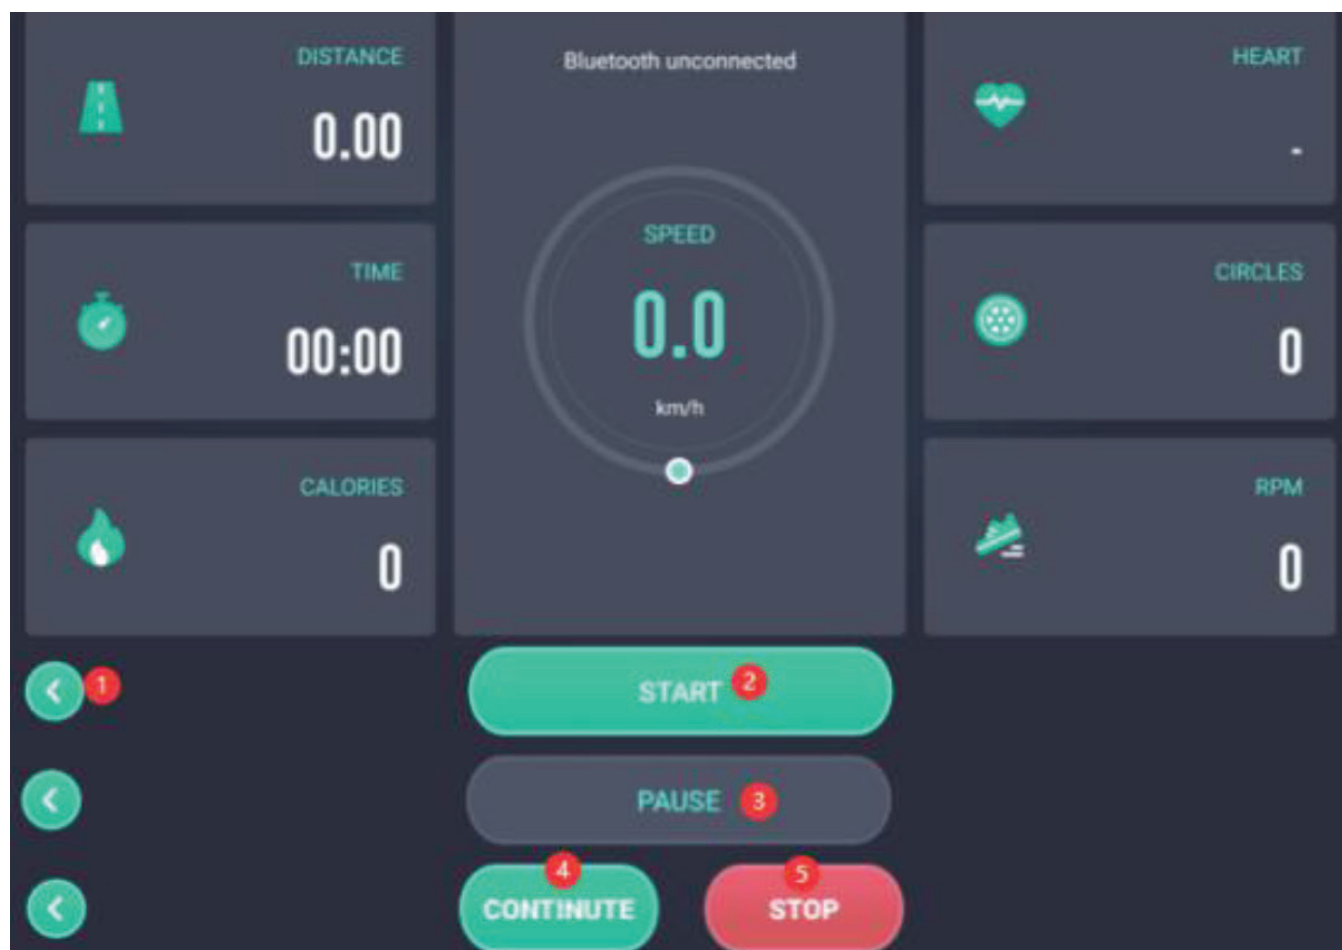 DISTANCE
0.00
TIME
00:00
CALORIES
0
Bluetooth unconnected
SPEED
0.0
km/h
HEART
-
CIRCLES
0
RPM
0
1
START 2
PAUSE 3
4
CONTINUTE
5
STOP